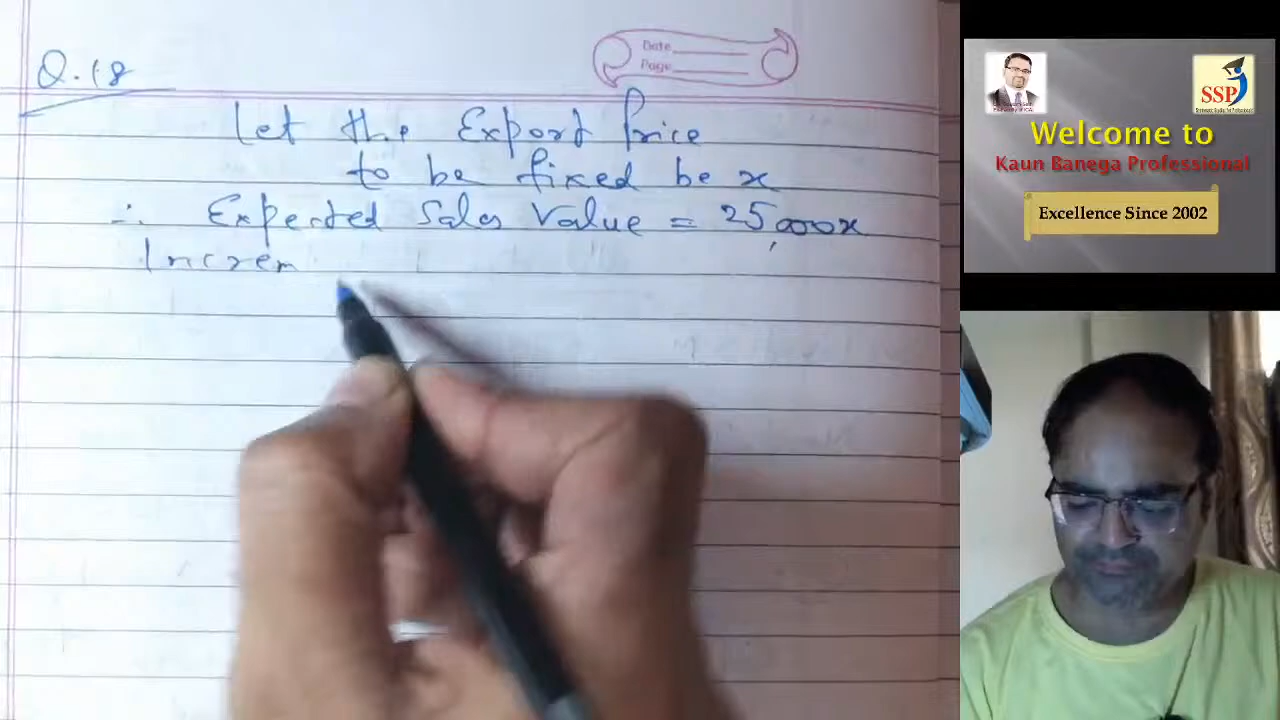 Q.18
Date
Page
Let the Export Price
to be fixed be x
∴ Expected Sales Value = 25,000x
Increm
SSP
Welcome to
Kaun Banega Professional
Excellence Since 2002